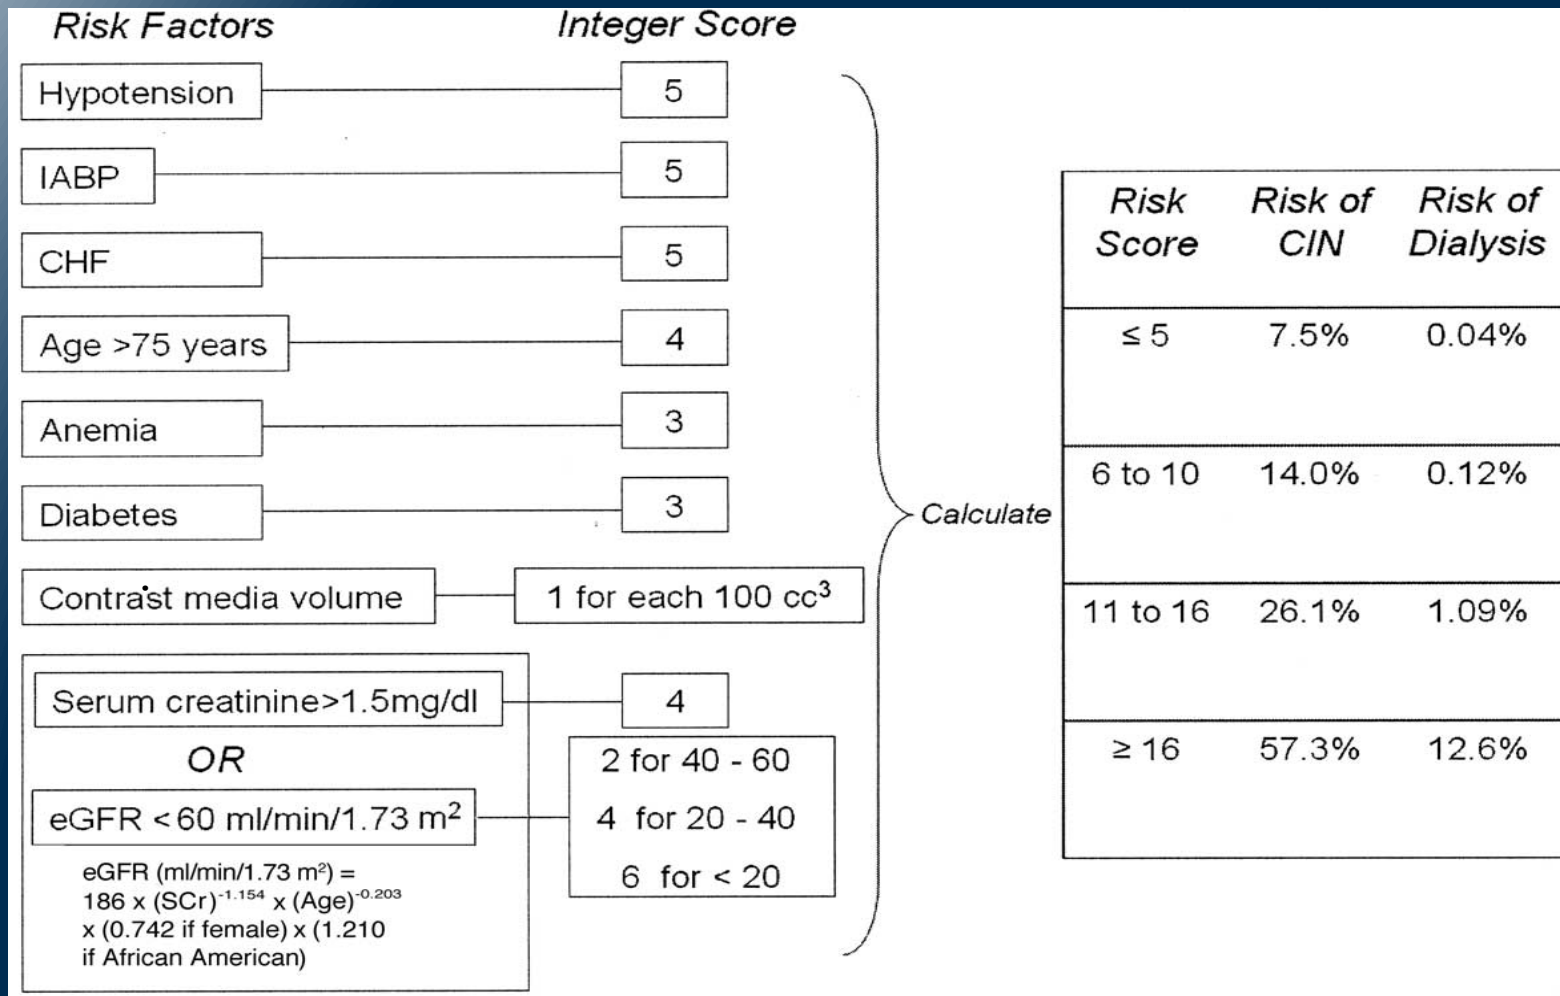 Risk Factors Integer Score
Hypotension 5
IABP 5
CHF 5
Age >75 years 4
Anemia 3
Diabetes 3
Contrast media volume 1 for each 100 cc³
Serum creatinine>1.5mg/dl 4
OR
eGFR <60 ml/min/1.73 m²
2 for 40 - 60
4 for 20 - 40
6 for < 20
eGFR (ml/min/1.73 m²) =
186 x (SCr)⁻¹·¹⁵⁴ x (Age)⁻⁰·²⁰³
x (0.742 if female) x (1.210
if African American)
Calculate
Risk Risk of Risk of
Score CIN Dialysis
≤ 5 7.5% 0.04%
6 to 10 14.0% 0.12%
11 to 16 26.1% 1.09%
≥ 16 57.3% 12.6%